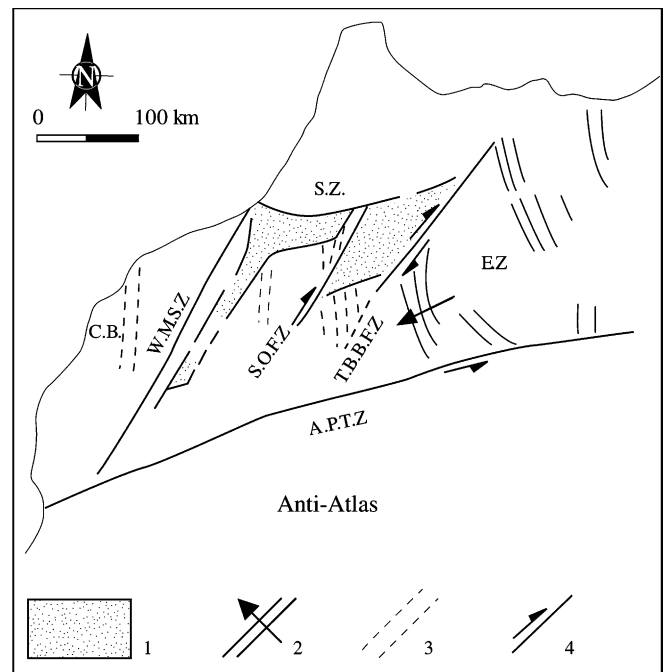 N
0 100 km
S.Z.
E.Z
C.B.
W.M.S.Z
S.O.F.Z
T.B.B.F.Z
A.P.T.Z
Anti-Atlas
1 2 3 4